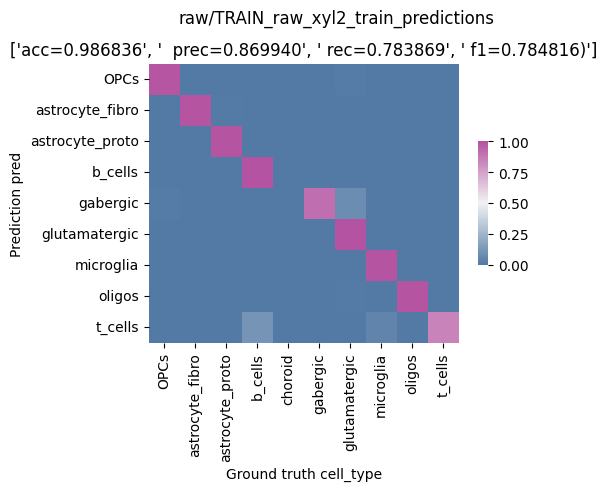 raw/TRAIN_raw_xyl2_train_predictions
['acc=0.986836', '  prec=0.869940', ' rec=0.783869', ' f1=0.784816)']
Prediction pred
OPCs
astrocyte_fibro
astrocyte_proto
b_cells
gabergic
glutamatergic
microglia
oligos
t_cells
1.00
0.75
0.50
0.25
0.00
OPCs
astrocyte_fibro
astrocyte_proto
b_cells
choroid
gabergic
glutamatergic
microglia
oligos
t_cells
Ground truth cell_type